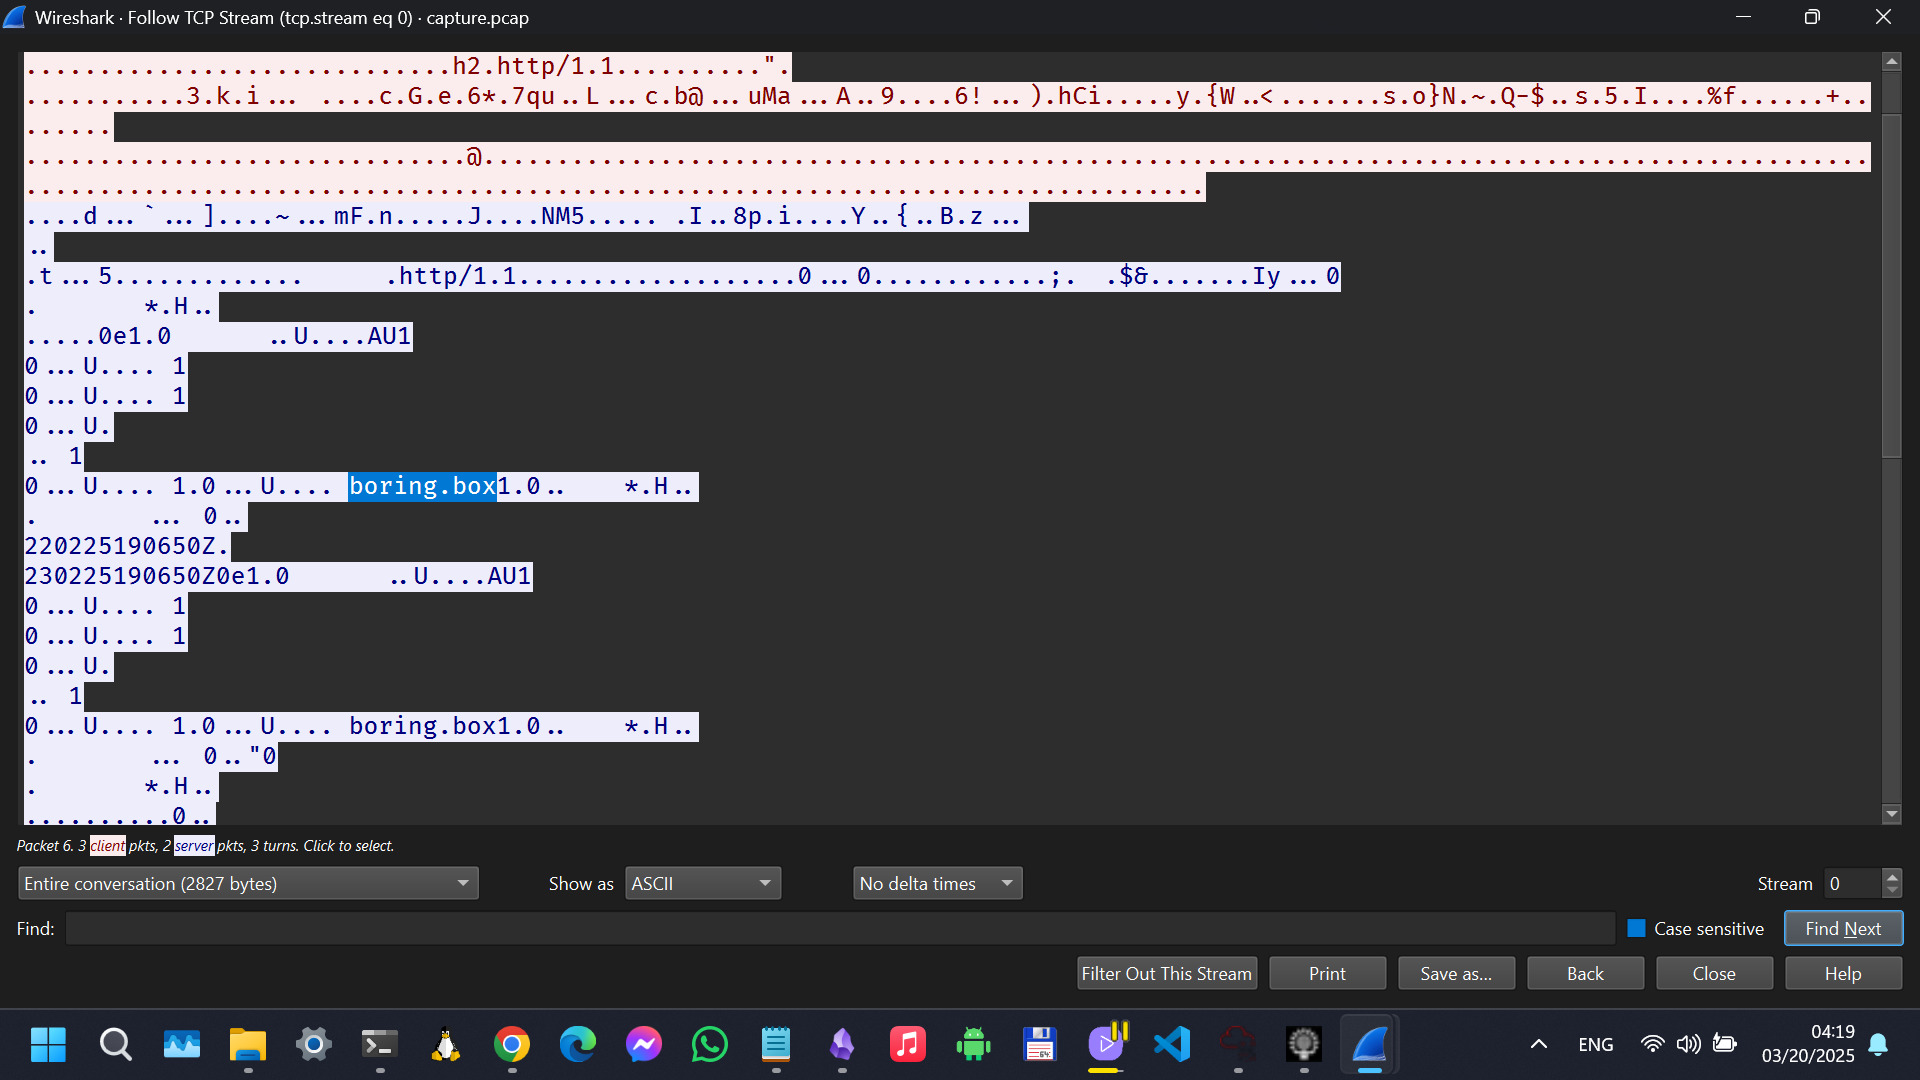 Wireshark · Follow TCP Stream (tcp.stream eq 0) · capture.pcap
.............................h2.http/1.1..........".
...........3.k.i... ....c.G.e.6*.7qu..L...c.b@...uMa...A..9....6!...).hCi.....y.{W..<.......s.o}N.~.Q-$..s.5.I....%f......+..
......
..............................@...............................................................................................
.................................................................................
....d...`...]....~...mF.n.....J....NM5..... .I..8p.i....Y..{..B.z...
..
.t...5............. .http/1.1...................0...0............;. .$&.......Iy...0
. *.H..
.....0e1.0 ..U....AU1
0...U.... 1
0...U.... 1
0...U.
.. 1
0...U.... 1.0...U.... boring.box1.0.. *.H..
. ... 0..
220225190650Z.
230225190650Z0e1.0 ..U....AU1
0...U.... 1
0...U.... 1
0...U.
.. 1
0...U.... 1.0...U.... boring.box1.0.. *.H..
. ... 0.."0
. *.H..
..........0..
Packet 6. 3 client pkts, 2 server pkts, 3 turns. Click to select.
Entire conversation (2827 bytes) Show as ASCII No delta times Stream 0
Find: Case sensitive Find Next
Filter Out This Stream Print Save as... Back Close Help
64
ENG 04:19
03/20/2025